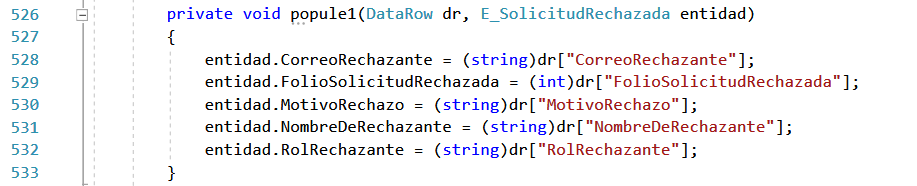 526 private void popule1(DataRow dr, E_SolicitudRechazada entidad)
527 {
528 entidad.CorreoRechazante = (string)dr["CorreoRechazante"];
529 entidad.FolioSolicitudRechazada = (int)dr["FolioSolicitudRechazada"];
530 entidad.MotivoRechazo = (string)dr["MotivoRechazo"];
531 entidad.NombreDeRechazante = (string)dr["NombreDeRechazante"];
532 entidad.RolRechazante = (string)dr["RolRechazante"];
533 }